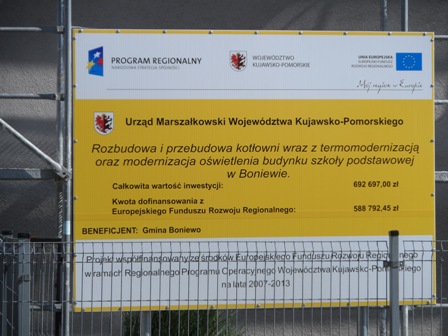 PROGRAM REGIONALNY
NARODOWA STRATEGIA SPÓJNOŚCI
WOJEWÓDZTWO
KUJAWSKO-POMORSKIE
UNIA EUROPEJSKA
EUROPEJSKI FUNDUSZ
ROZWOJU REGIONALNEGO
Mój region w Europie
Urząd Marszałkowski Województwa Kujawsko-Pomorskiego
Rozbudowa i przebudowa kotłowni wraz z termomodernizacją
oraz modernizacja oświetlenia budynku szkoły podstawowej
w Boniewie.
Całkowita wartość inwestycji: 692 697,00 zł
Kwota dofinansowania z
Europejskiego Funduszu Rozwoju Regionalnego: 588 792,45 zł
BENEFICJENT: Gmina Boniewo
Projekt współfinansowany ze środków Europejskiego Funduszu Rozwoju Regionalnego
w ramach Regionalnego Programu Operacyjnego Województwa Kujawsko-Pomorskiego
na lata 2007-2013